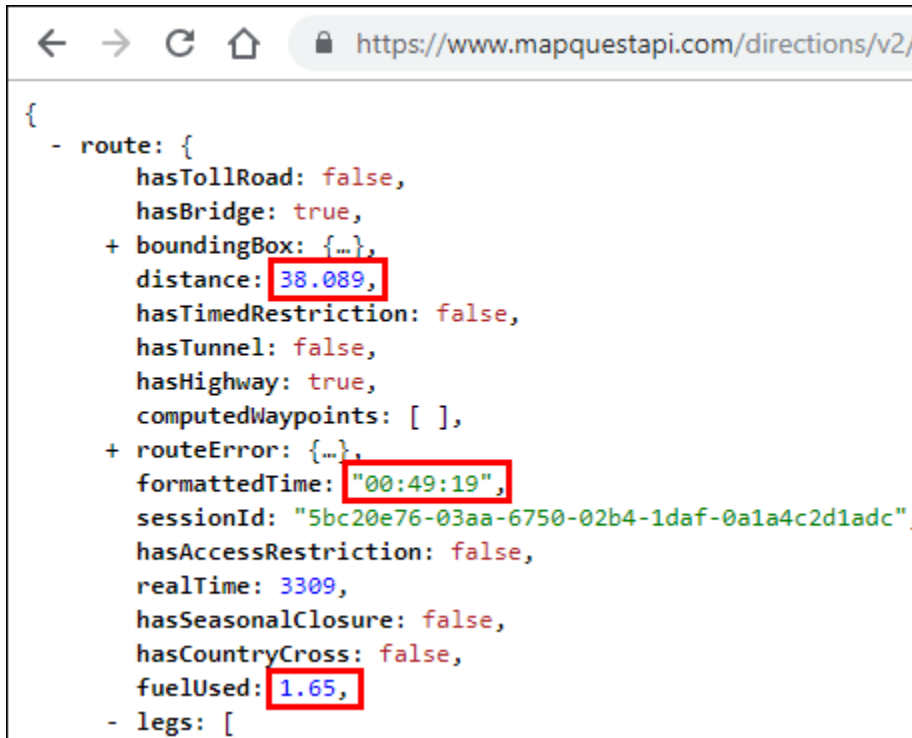 https://www.mapquestapi.com/directions/v2/
{
- route: {
hasTollRoad: false,
hasBridge: true,
+ boundingBox: {…},
distance: 38.089,
hasTimedRestriction: false,
hasTunnel: false,
hasHighway: true,
computedWaypoints: [ ],
+ routeError: {…},
formattedTime: "00:49:19",
sessionId: "5bc20e76-03aa-6750-02b4-1daf-0a1a4c2d1adc",
hasAccessRestriction: false,
realTime: 3309,
hasSeasonalClosure: false,
hasCountryCross: false,
fuelUsed: 1.65,
- legs: [